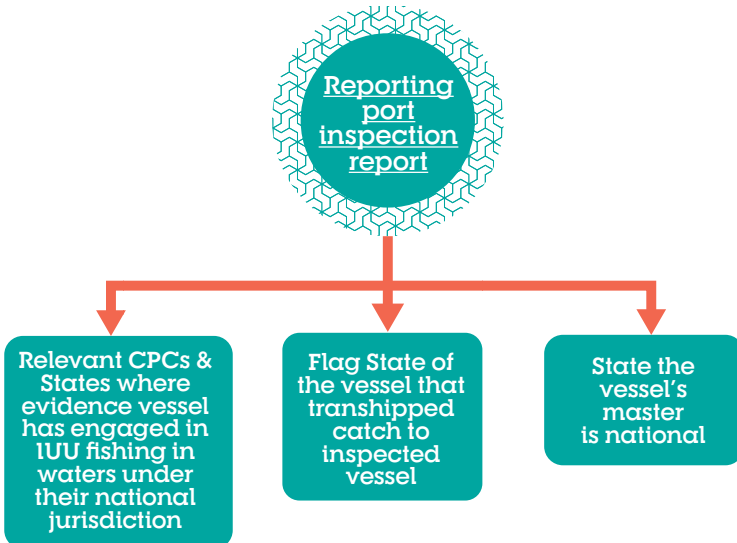 Reporting
port
inspection
report
Relevant CPCs &
States where
evidence vessel
has engaged in
IUU fishing in
waters under
their national
jurisdiction
Flag State of
the vessel that
transhipped
catch to
inspected
vessel
State the
vessel's
master
is national